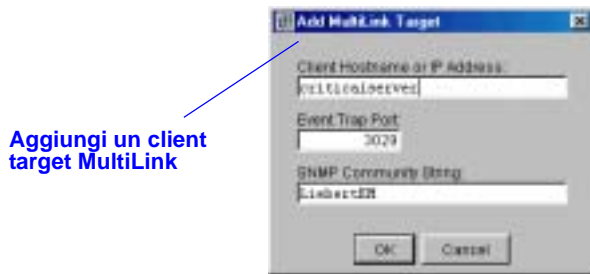 Add MultiLink Target
Client Hostname or IP Address:
criticalserver
Event Trap Port:
3029
SNMP Community String:
LiebertEM
OK
Cancel
Aggiungi un client
target MultiLink